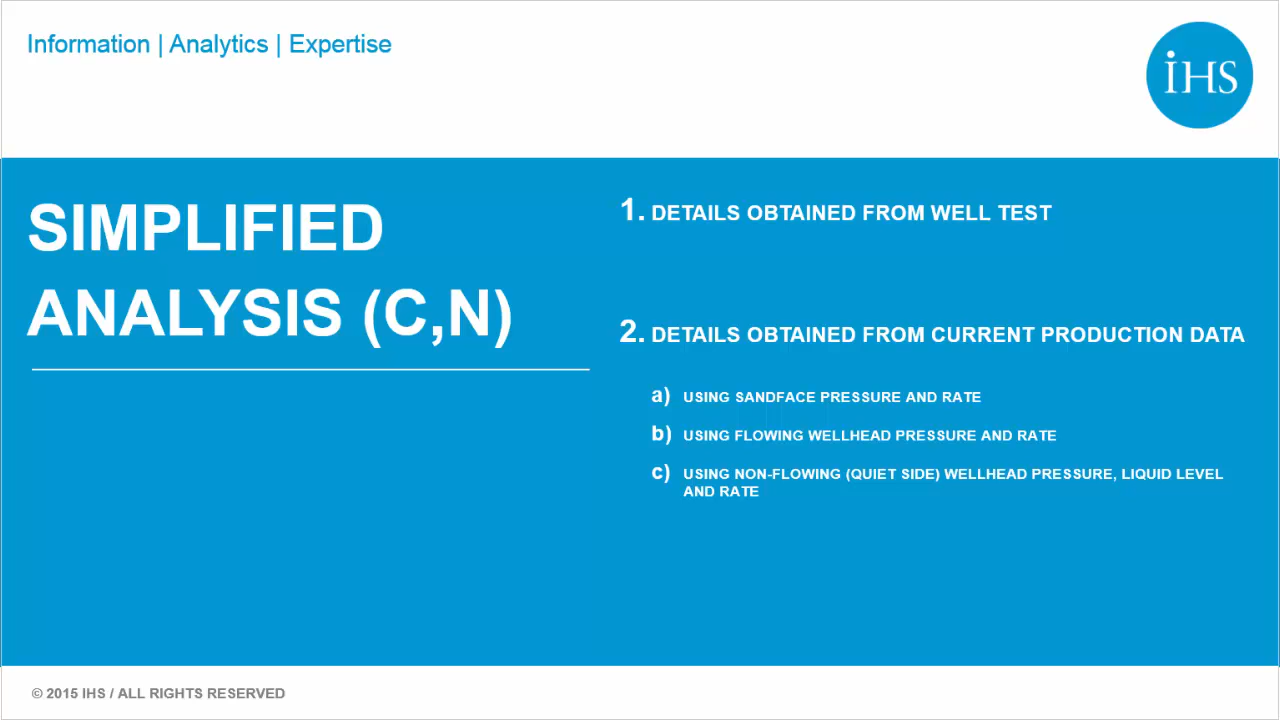 Information | Analytics | Expertise
iHS
SIMPLIFIED
ANALYSIS (C,N)
1. DETAILS OBTAINED FROM WELL TEST
2. DETAILS OBTAINED FROM CURRENT PRODUCTION DATA
a) USING SANDFACE PRESSURE AND RATE
b) USING FLOWING WELLHEAD PRESSURE AND RATE
c) USING NON-FLOWING (QUIET SIDE) WELLHEAD PRESSURE, LIQUID LEVEL
AND RATE
© 2015 IHS / ALL RIGHTS RESERVED